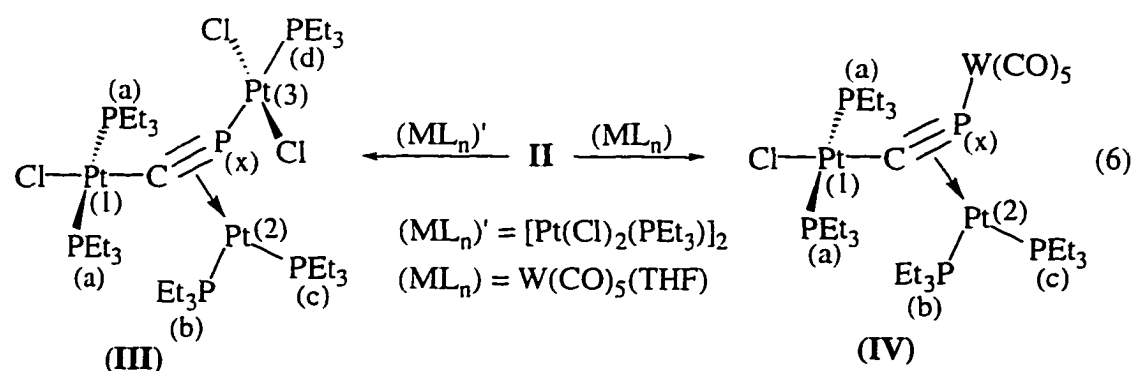 Cl PEt3
(d)
Pt(3)
(a)
PEt3
P
(x)
Cl
Cl—Pt—C
(1)
PEt3
(a)
Pt(2)
Et3P
(b)
PEt3
(c)
(III)
(MLn)' II (MLn)
(MLn)' = [Pt(Cl)2(PEt3)]2
(MLn) = W(CO)5(THF)
W(CO)5
(a)
PEt3
P
(x)
Cl—Pt—C
(1)
PEt3
(a)
Pt(2)
Et3P
(b)
PEt3
(c)
(IV)
(6)